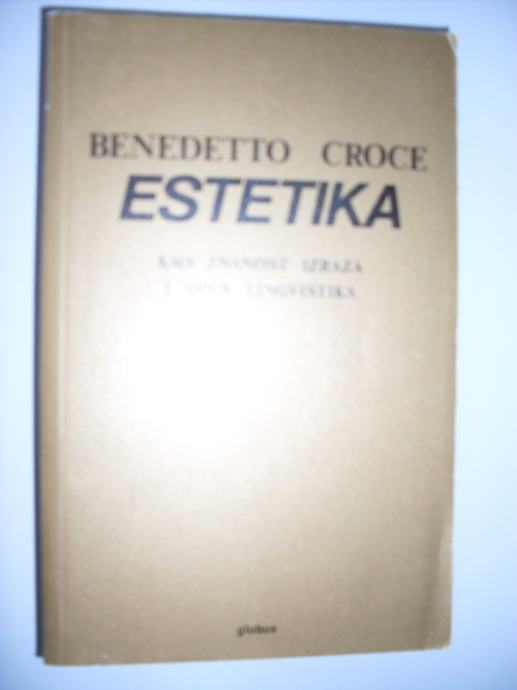 BENEDETTO CROCE
ESTETIKA
KAO ZNANOST IZRAZA
I OPĆA LINGVISTIKA
globus